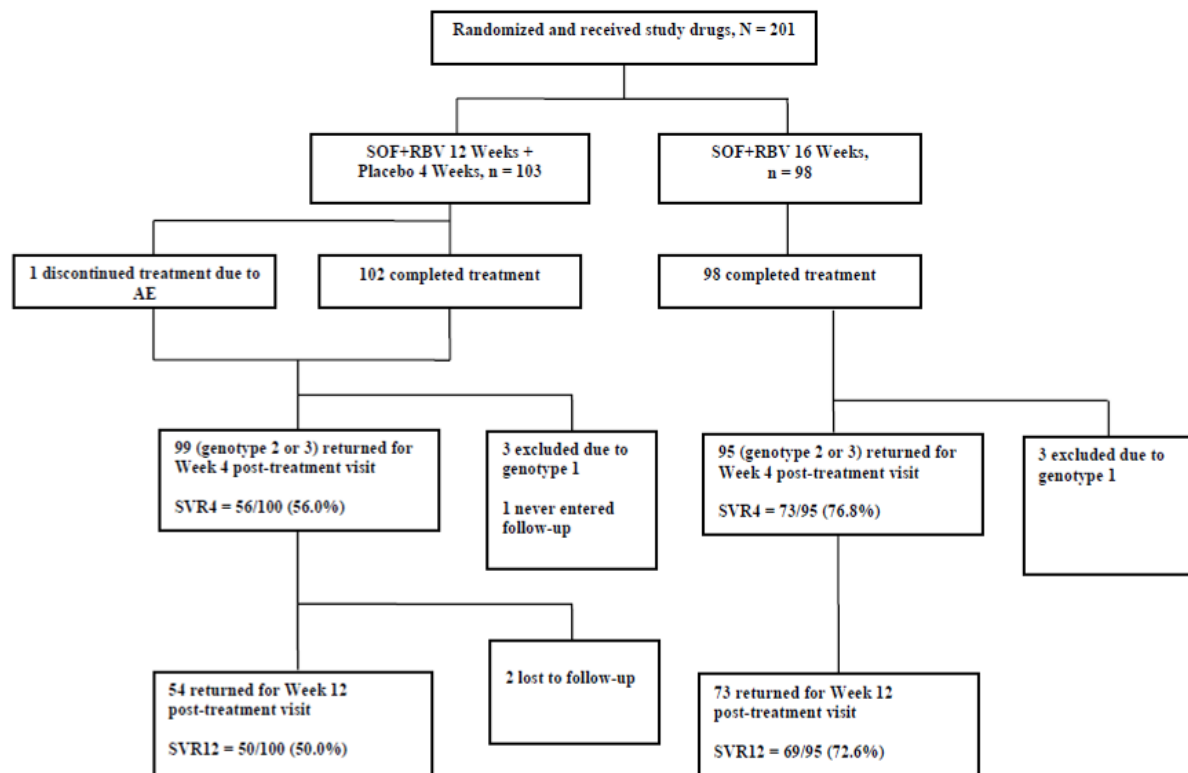 Randomized and received study drugs, N = 201
SOF+RBV 12 Weeks +
Placebo 4 Weeks, n = 103
SOF+RBV 16 Weeks,
n = 98
1 discontinued treatment due to
AE
102 completed treatment
98 completed treatment
99 (genotype 2 or 3) returned for
Week 4 post-treatment visit
SVR4 = 56/100 (56.0%)
3 excluded due to
genotype 1
1 never entered
follow-up
95 (genotype 2 or 3) returned for
Week 4 post-treatment visit
SVR4 = 73/95 (76.8%)
3 excluded due to
genotype 1
54 returned for Week 12
post-treatment visit
SVR12 = 50/100 (50.0%)
2 lost to follow-up
73 returned for Week 12
post-treatment visit
SVR12 = 69/95 (72.6%)